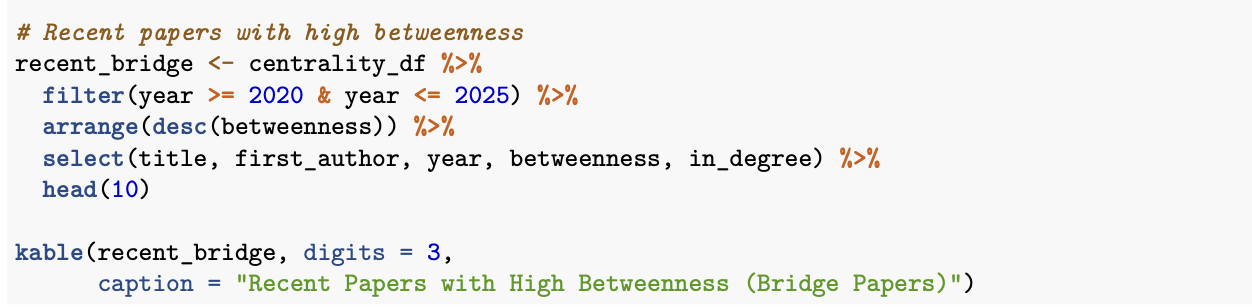 # Recent papers with high betweenness
recent_bridge <- centrality_df %>%
  filter(year >= 2020 & year <= 2025) %>%
  arrange(desc(betweenness)) %>%
  select(title, first_author, year, betweenness, in_degree) %>%
  head(10)

kable(recent_bridge, digits = 3,
      caption = "Recent Papers with High Betweenness (Bridge Papers)")